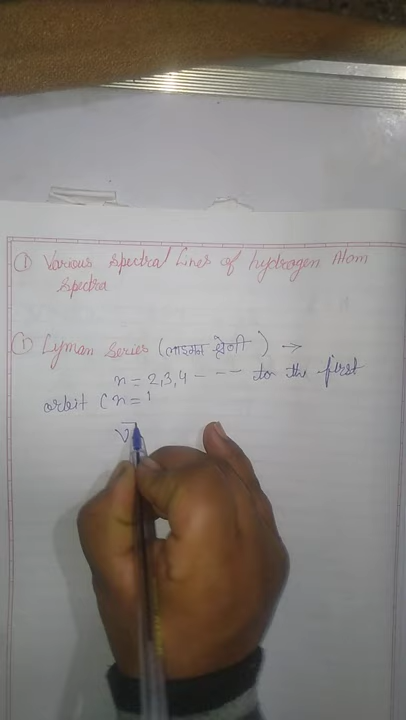 ① Various Spectral Lines of hydrogen Atom
Spectra
① Lyman Series (लाइमन श्रेणी) →
n = 2,3,4 - - - to the first
orbit ( n = 1
V̅